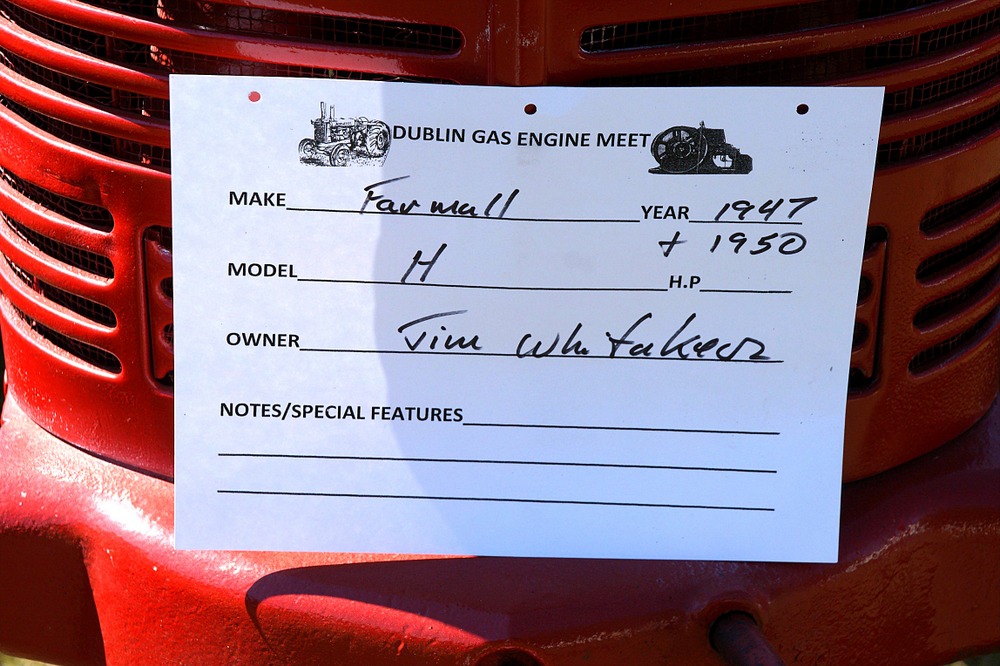 DUBLIN GAS ENGINE MEET
MAKE Farmall YEAR 1947
+ 1950
MODEL H H.P
OWNER Jim Whitaker
NOTES/SPECIAL FEATURES